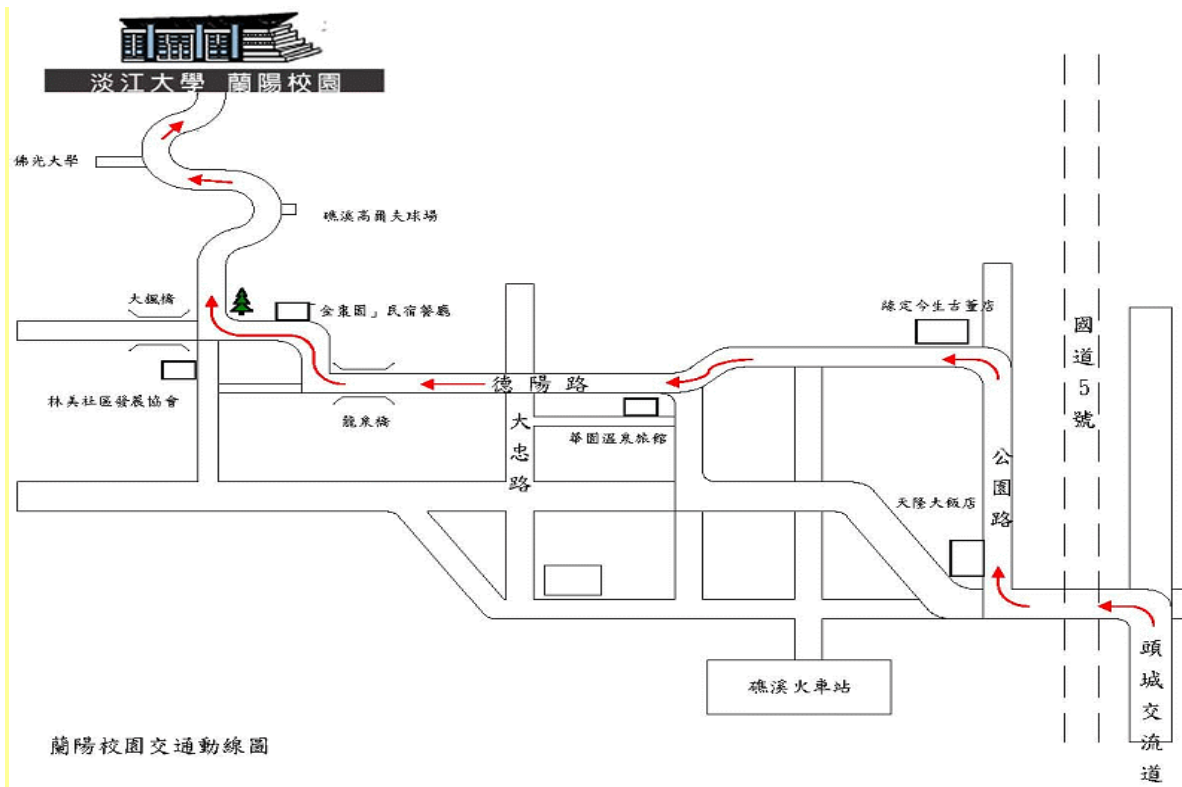 淡江大學 蘭陽校園
佛光大學
礁溪高爾夫球場
大楓橋
金棗園」民宿餐廳
緣定今生古董店
國道5號
德陽路
林美社區發展協會
龍泉橋
大忠路
華園溫泉旅館
公園路
天隆大飯店
頭城交流道
礁溪火車站
蘭陽校園交通動線圖